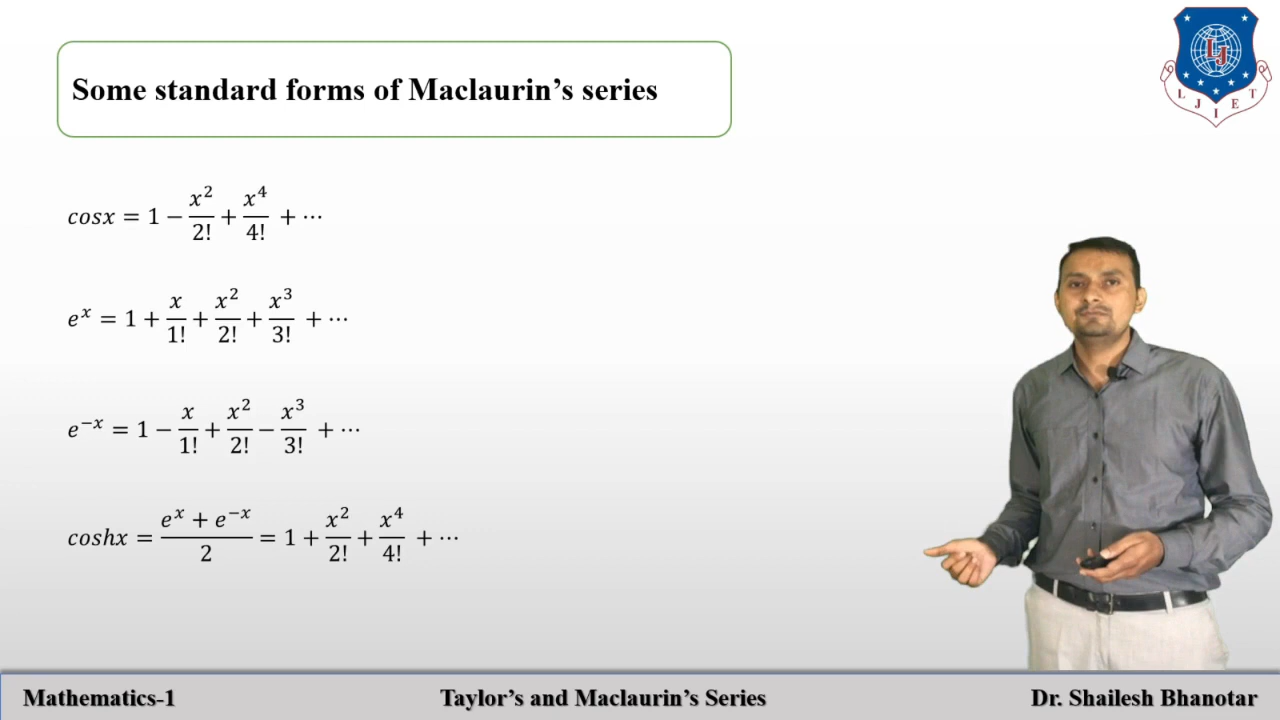 Some standard forms of Maclaurin’s series
L J I E T
LJ
cosx = 1 − x²/2! + x⁴/4! + ⋯
eˣ = 1 + x/1! + x²/2! + x³/3! + ⋯
e⁻ˣ = 1 − x/1! + x²/2! − x³/3! + ⋯
coshx = (eˣ + e⁻ˣ)/2 = 1 + x²/2! + x⁴/4! + ⋯
Mathematics-1
Taylor’s and Maclaurin’s Series
Dr. Shailesh Bhanotar